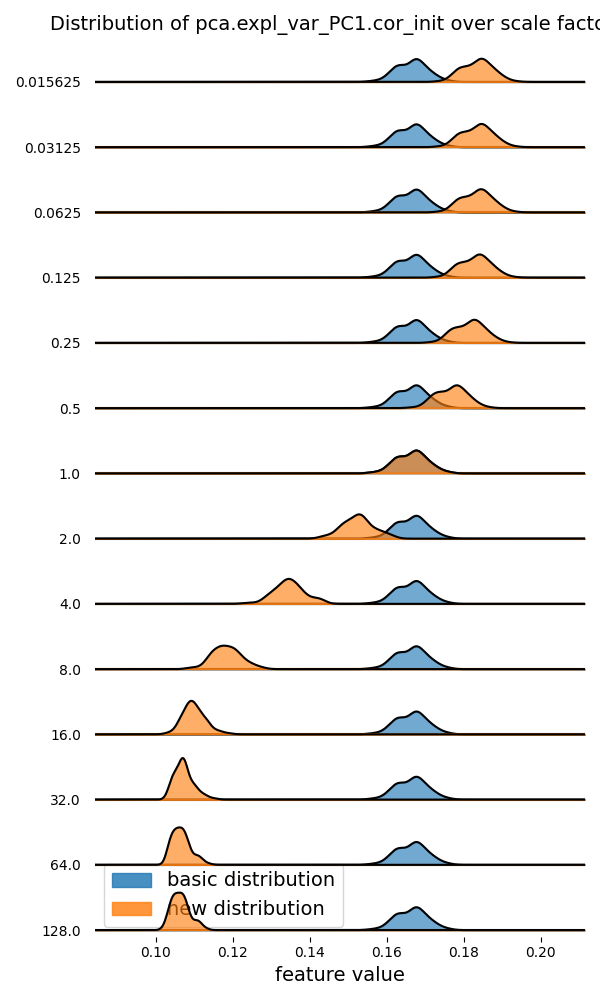 Distribution of pca.expl_var_PC1.cor_init over scale facto
0.015625
0.03125
0.0625
0.125
0.25
0.5
1.0
2.0
4.0
8.0
16.0
32.0
64.0
basic distribution
new distribution
128.0
0.10 0.12 0.14 0.16 0.18 0.20
feature value